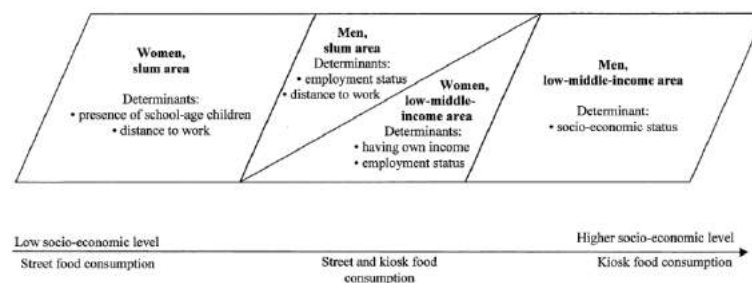 Women,
slum area
Determinants:
• presence of school-age children
• distance to work
Men,
slum area
Determinants:
• employment status
• distance to work
Women,
low-middle-
income area
Determinants:
• having own income
• employment status
Men,
low-middle-income area
Determinant:
• socio-economic status
Low socio-economic level
Higher socio-economic level
Street food consumption
Street and kiosk food
consumption
Kiosk food consumption